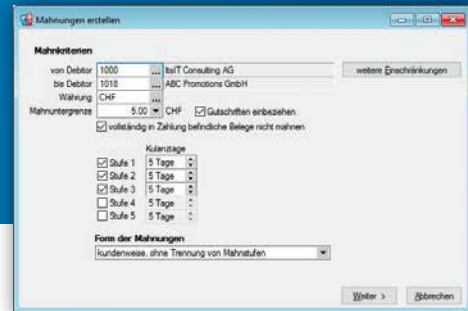 Mahnungen erstellen
Mahnkriterien
von Debitor 1000 ... ItsIT Consulting AG weitere Einschränkungen
bis Debitor 1018 ... ABC Promotions GmbH
Währung CHF ...
Mahnuntergrenze 5.00 CHF Gutschriften einbeziehen
vollständig in Zahlung befindliche Belege nicht mahnen
Kulanztage
Stufe 1 5 Tage
Stufe 2 5 Tage
Stufe 3 5 Tage
Stufe 4 5 Tage
Stufe 5 5 Tage
Form der Mahnungen
kundenweise, ohne Trennung von Mahnstufen
Weiter > Abbrechen